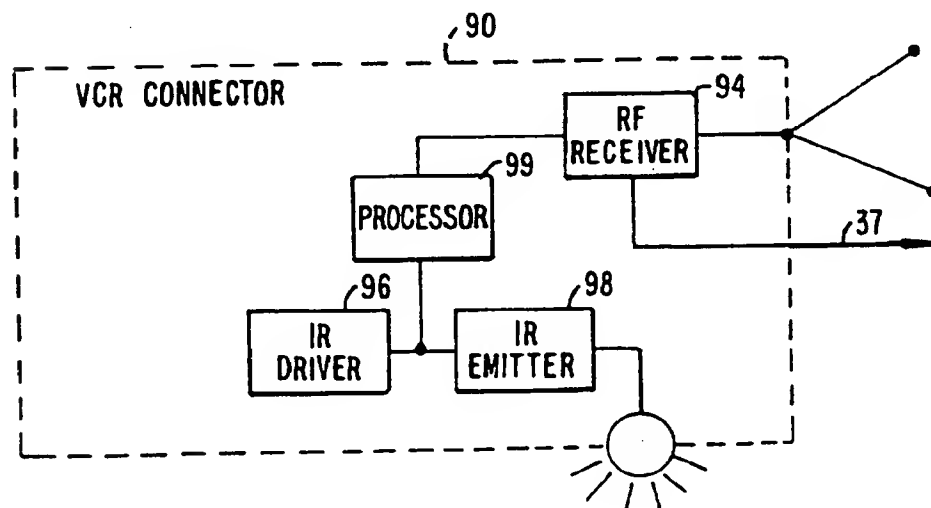 90
VCR CONNECTOR
94
RF
RECEIVER
99
PROCESSOR
37
96
98
IR
DRIVER
IR
EMITTER